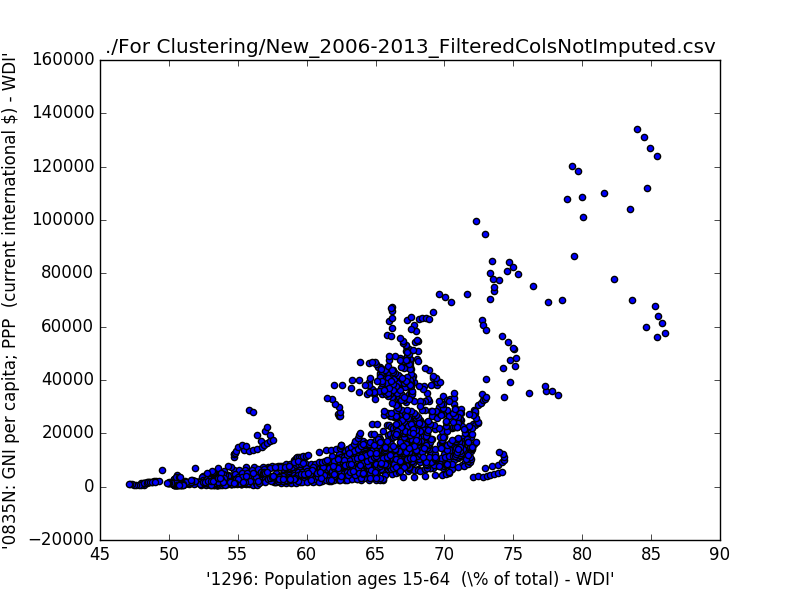 ./For Clustering/New_2006-2013_FilteredColsNotImputed.csv
160000
140000
120000
100000
80000
60000
40000
20000
0
−20000
'0835N: GNI per capita; PPP  (current international $) - WDI'
45 50 55 60 65 70 75 80 85 90
'1296: Population ages 15-64  (\% of total) - WDI'